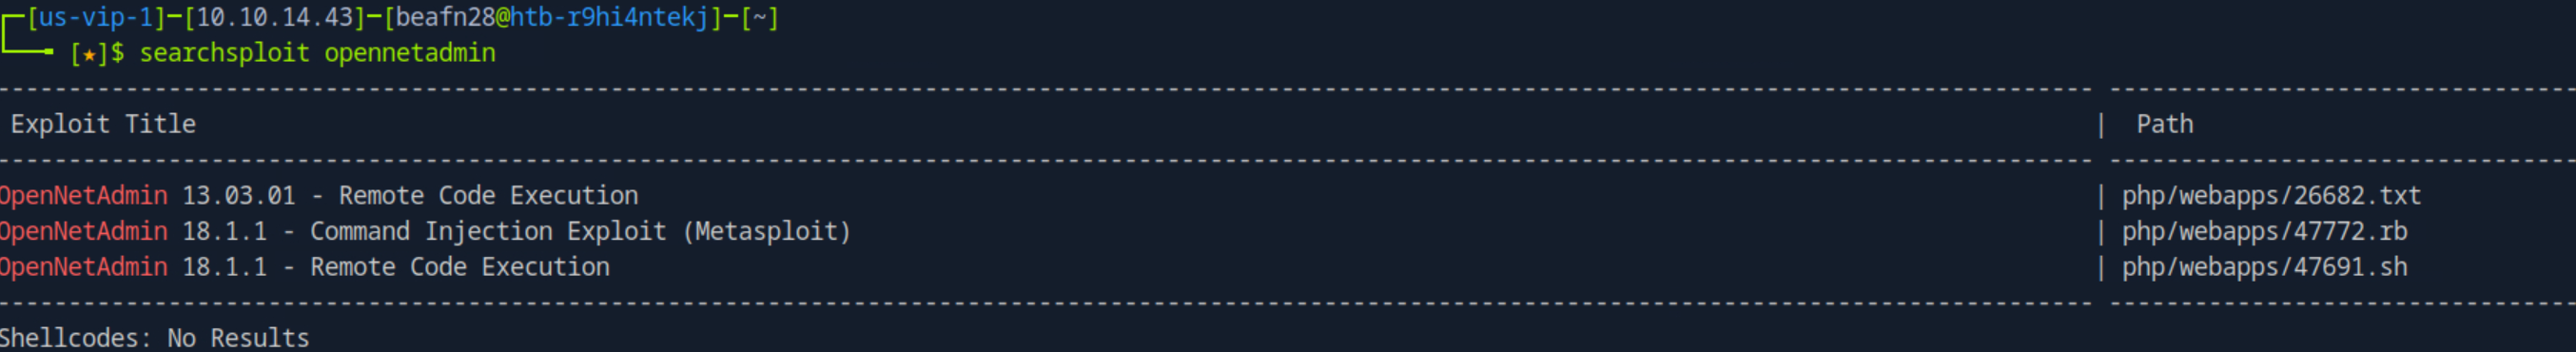 ┌─[us-vip-1]─[10.10.14.43]─[beafn28@htb-r9hi4ntekj]─[~]
└──╼ [★]$ searchsploit opennetadmin
---------------------------------------------------------------------------------------------------------------------------------------------------- ---------------------------------
Exploit Title | Path
---------------------------------------------------------------------------------------------------------------------------------------------------- ---------------------------------
OpenNetAdmin 13.03.01 - Remote Code Execution | php/webapps/26682.txt
OpenNetAdmin 18.1.1 - Command Injection Exploit (Metasploit) | php/webapps/47772.rb
OpenNetAdmin 18.1.1 - Remote Code Execution | php/webapps/47691.sh
---------------------------------------------------------------------------------------------------------------------------------------------------- ---------------------------------
Shellcodes: No Results